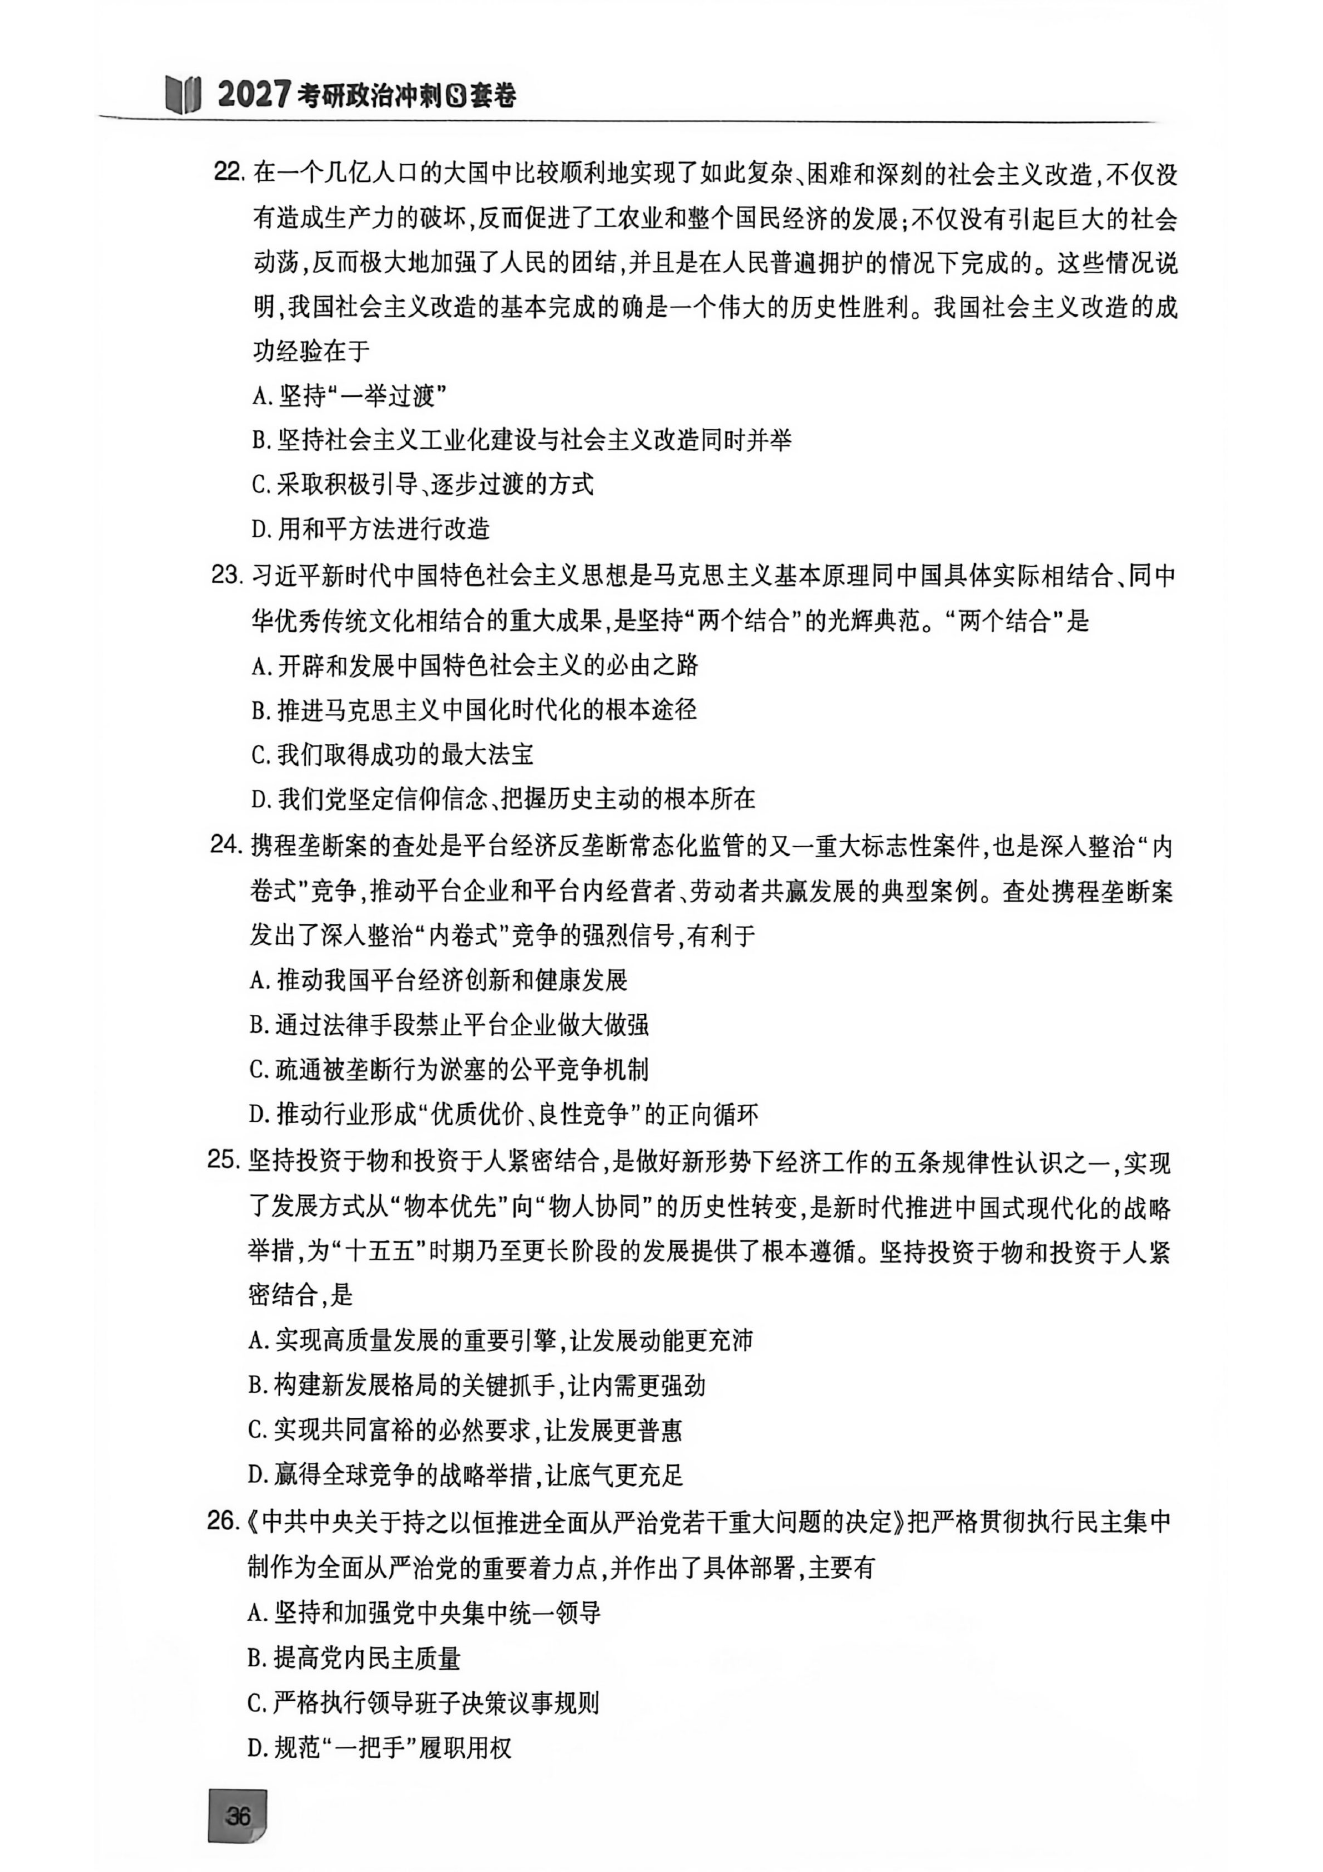 2027考研政治冲刺8套卷
22. 在一个几亿人口的大国中比较顺利地实现了如此复杂、困难和深刻的社会主义改造,不仅没
有造成生产力的破坏,反而促进了工农业和整个国民经济的发展;不仅没有引起巨大的社会
动荡,反而极大地加强了人民的团结,并且是在人民普遍拥护的情况下完成的。这些情况说
明,我国社会主义改造的基本完成的确是一个伟大的历史性胜利。我国社会主义改造的成
功经验在于
A. 坚持“一举过渡”
B. 坚持社会主义工业化建设与社会主义改造同时并举
C. 采取积极引导、逐步过渡的方式
D. 用和平方法进行改造
23. 习近平新时代中国特色社会主义思想是马克思主义基本原理同中国具体实际相结合、同中
华优秀传统文化相结合的重大成果,是坚持“两个结合”的光辉典范。“两个结合”是
A. 开辟和发展中国特色社会主义的必由之路
B. 推进马克思主义中国化时代化的根本途径
C. 我们取得成功的最大法宝
D. 我们党坚定信仰信念、把握历史主动的根本所在
24. 携程垄断案的查处是平台经济反垄断常态化监管的又一重大标志性案件,也是深入整治“内
卷式”竞争,推动平台企业和平台内经营者、劳动者共赢发展的典型案例。查处携程垄断案
发出了深入整治“内卷式”竞争的强烈信号,有利于
A. 推动我国平台经济创新和健康发展
B. 通过法律手段禁止平台企业做大做强
C. 疏通被垄断行为淤塞的公平竞争机制
D. 推动行业形成“优质优价、良性竞争”的正向循环
25. 坚持投资于物和投资于人紧密结合,是做好新形势下经济工作的五条规律性认识之一,实现
了发展方式从“物本优先”向“物人协同”的历史性转变,是新时代推进中国式现代化的战略
举措,为“十五五”时期乃至更长阶段的发展提供了根本遵循。坚持投资于物和投资于人紧
密结合,是
A. 实现高质量发展的重要引擎,让发展动能更充沛
B. 构建新发展格局的关键抓手,让内需更强劲
C. 实现共同富裕的必然要求,让发展更普惠
D. 赢得全球竞争的战略举措,让底气更充足
26.《中共中央关于持之以恒推进全面从严治党若干重大问题的决定》把严格贯彻执行民主集中
制作为全面从严治党的重要着力点,并作出了具体部署,主要有
A. 坚持和加强党中央集中统一领导
B. 提高党内民主质量
C. 严格执行领导班子决策议事规则
D. 规范“一把手”履职用权
36